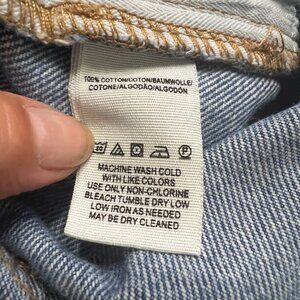 100% COTTON/COTON/BAUMWOLLE/
COTONE/ALGODÃO/ALGODÓN
P
MACHINE WASH COLD
WITH LIKE COLORS
USE ONLY NON-CHLORINE
BLEACH TUMBLE DRY LOW
LOW IRON AS NEEDED
MAY BE DRY CLEANED